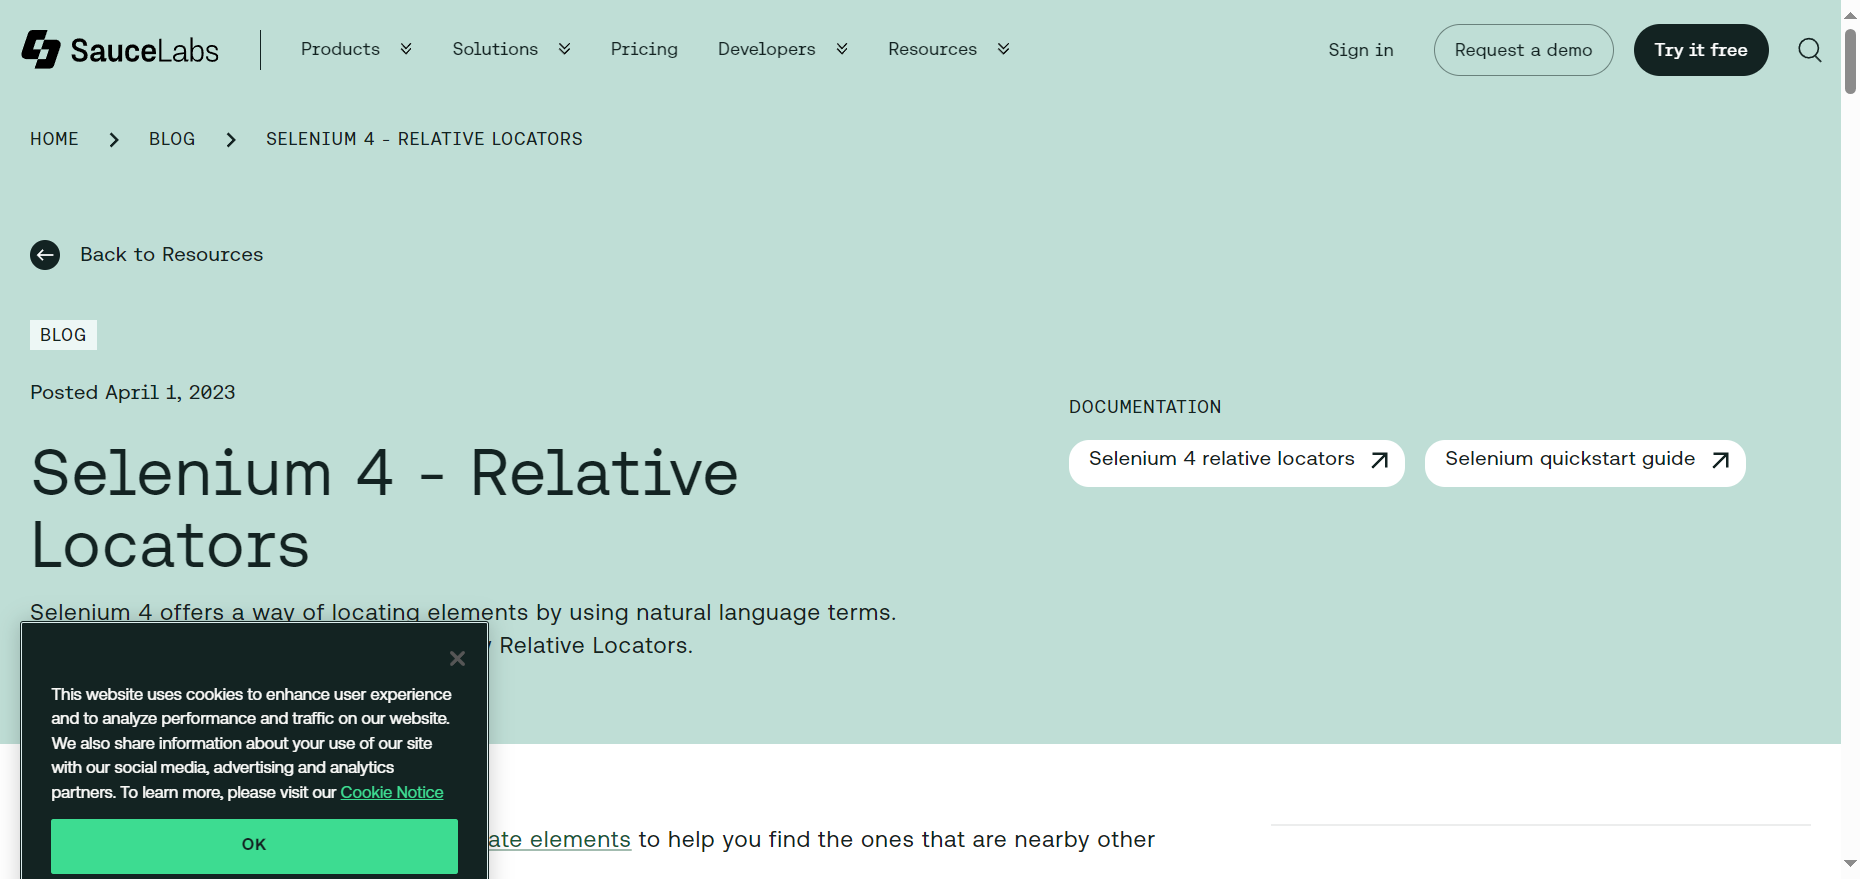 SauceLabs
Products
Solutions
Pricing
Developers
Resources
Sign in
Request a demo
Try it free
HOME
BLOG
SELENIUM 4 - RELATIVE LOCATORS
Back to Resources
BLOG
Posted April 1, 2023
Selenium 4 - Relative
Locators
Selenium 4 offers a way of locating elements by using natural language terms.
Relative Locators.
DOCUMENTATION
Selenium 4 relative locators
Selenium quickstart guide
This website uses cookies to enhance user experience
and to analyze performance and traffic on our website.
We also share information about your use of our site
with our social media, advertising and analytics
partners. To learn more, please visit our Cookie Notice
OK
elements to help you find the ones that are nearby other